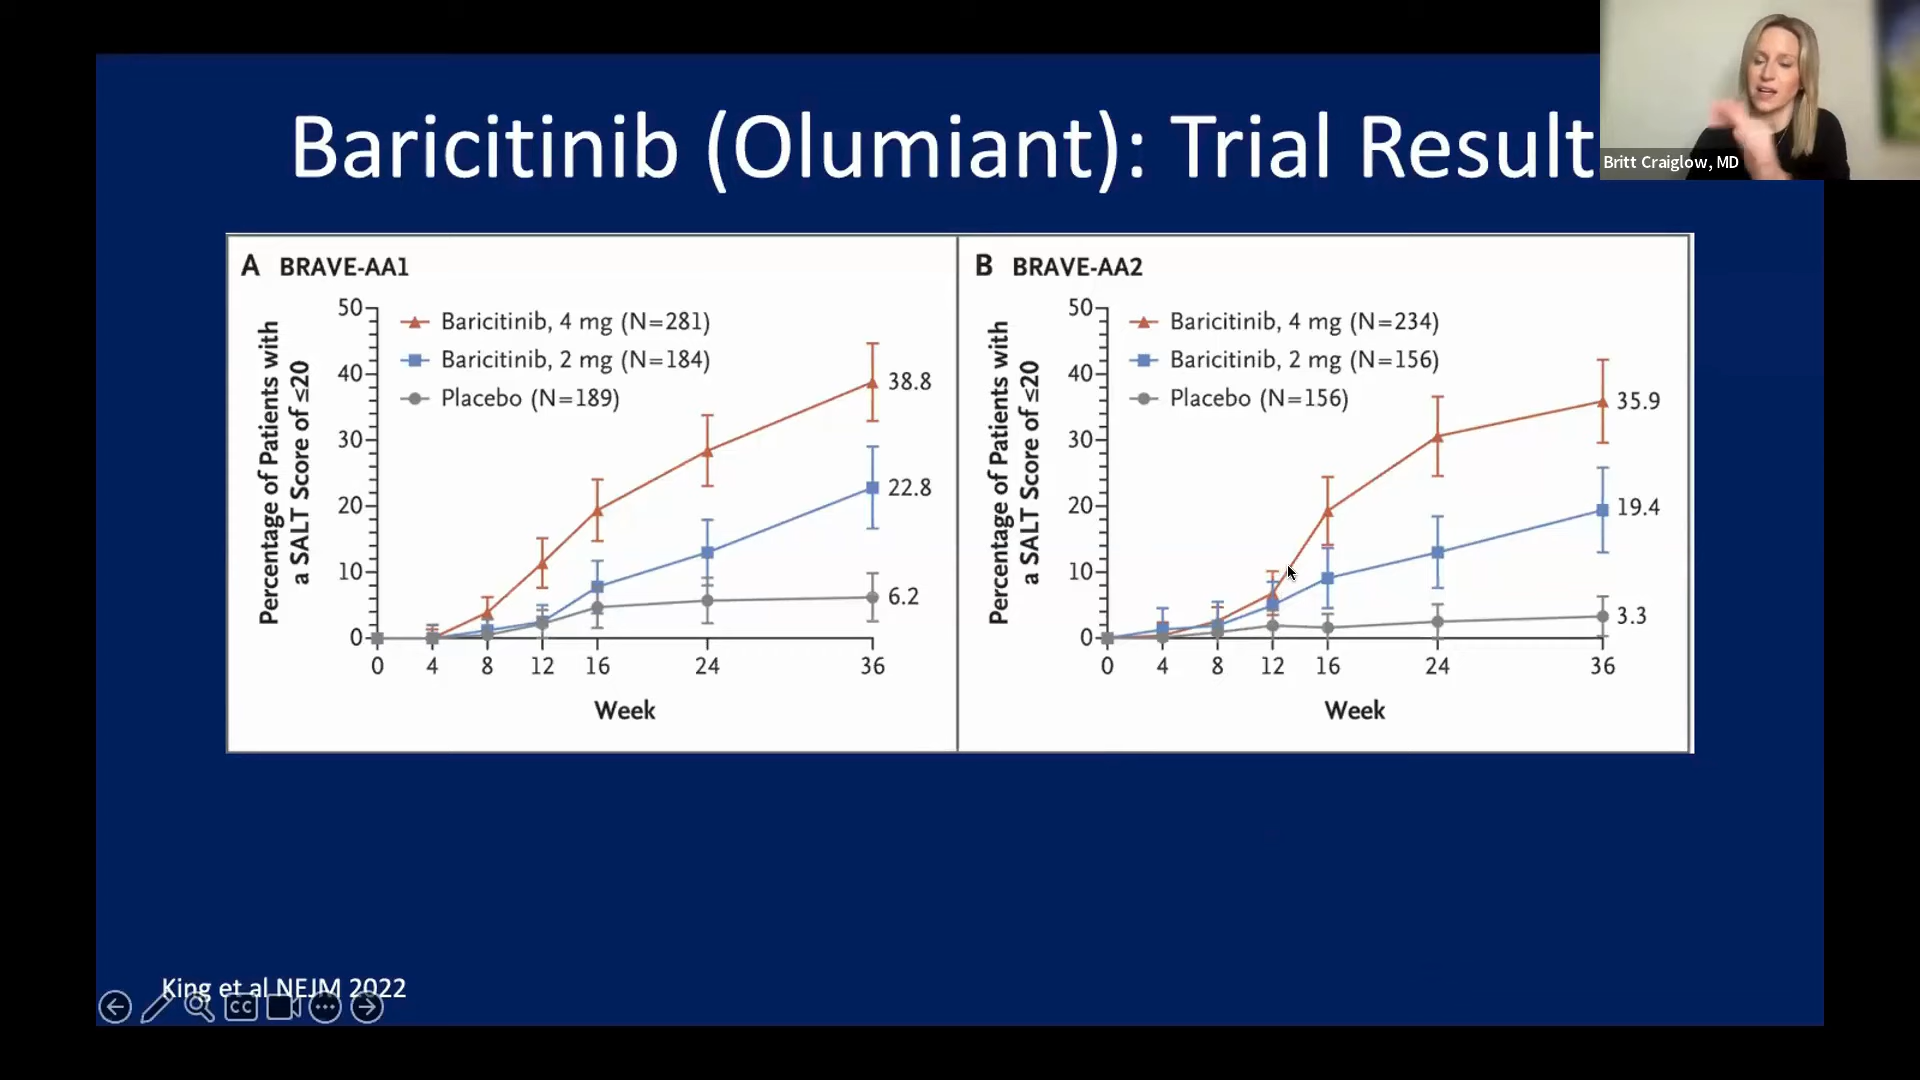 Baricitinib (Olumiant): Trial Result
Britt Craiglow, MD
A BRAVE-AA1
Percentage of Patients with
a SALT Score of ≤20
50
40
30
20
10
0
Baricitinib, 4 mg (N=281)
Baricitinib, 2 mg (N=184)
Placebo (N=189)
38.8
22.8
6.2
0 4 8 12 16 24 36
Week
B BRAVE-AA2
Percentage of Patients with
a SALT Score of ≤20
50
40
30
20
10
0
Baricitinib, 4 mg (N=234)
Baricitinib, 2 mg (N=156)
Placebo (N=156)
35.9
19.4
3.3
0 4 8 12 16 24 36
Week
King et al NEJM 2022
CC